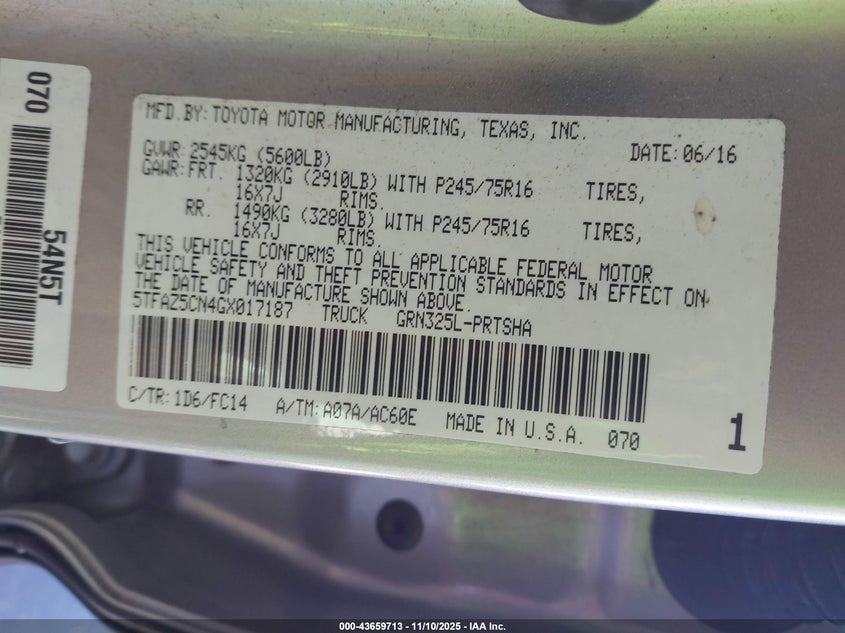 070
54N5T
MFD.BY:TOYOTA MOTOR MANUFACTURING, TEXAS, INC.
GVWR:2545KG (5600LB) DATE:06/16
GAWR:FRT. 1320KG (2910LB) WITH P245/75R16 TIRES,
16X7J RIMS.
RR. 1490KG (3280LB) WITH P245/75R16 TIRES,
16X7J RIMS.
THIS VEHICLE CONFORMS TO ALL APPLICABLE FEDERAL MOTOR
VEHICLE SAFETY AND THEFT PREVENTION STANDARDS IN EFFECT ON
THE DATE OF MANUFACTURE SHOWN ABOVE.
5TFAZ5CN4GX017187 TRUCK GRN325L-PRTSHA
C/TR:1D6/FC14 A/TM:A07A/AC60E MADE IN U.S.A. 070 1
000-43659713 - 11/10/2025 - IAA Inc.